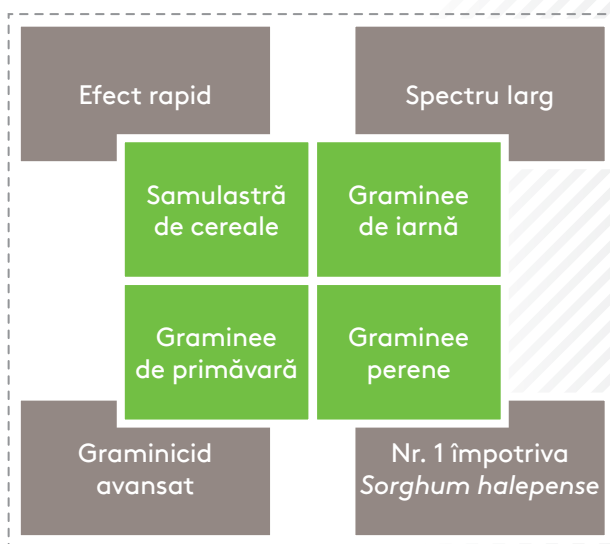 Efect rapid
Spectru larg
Samulastră
de cereale
Graminee
de iarnă
Graminee
de primăvară
Graminee
perene
Graminicid
avansat
Nr. 1 împotriva
Sorghum halepense